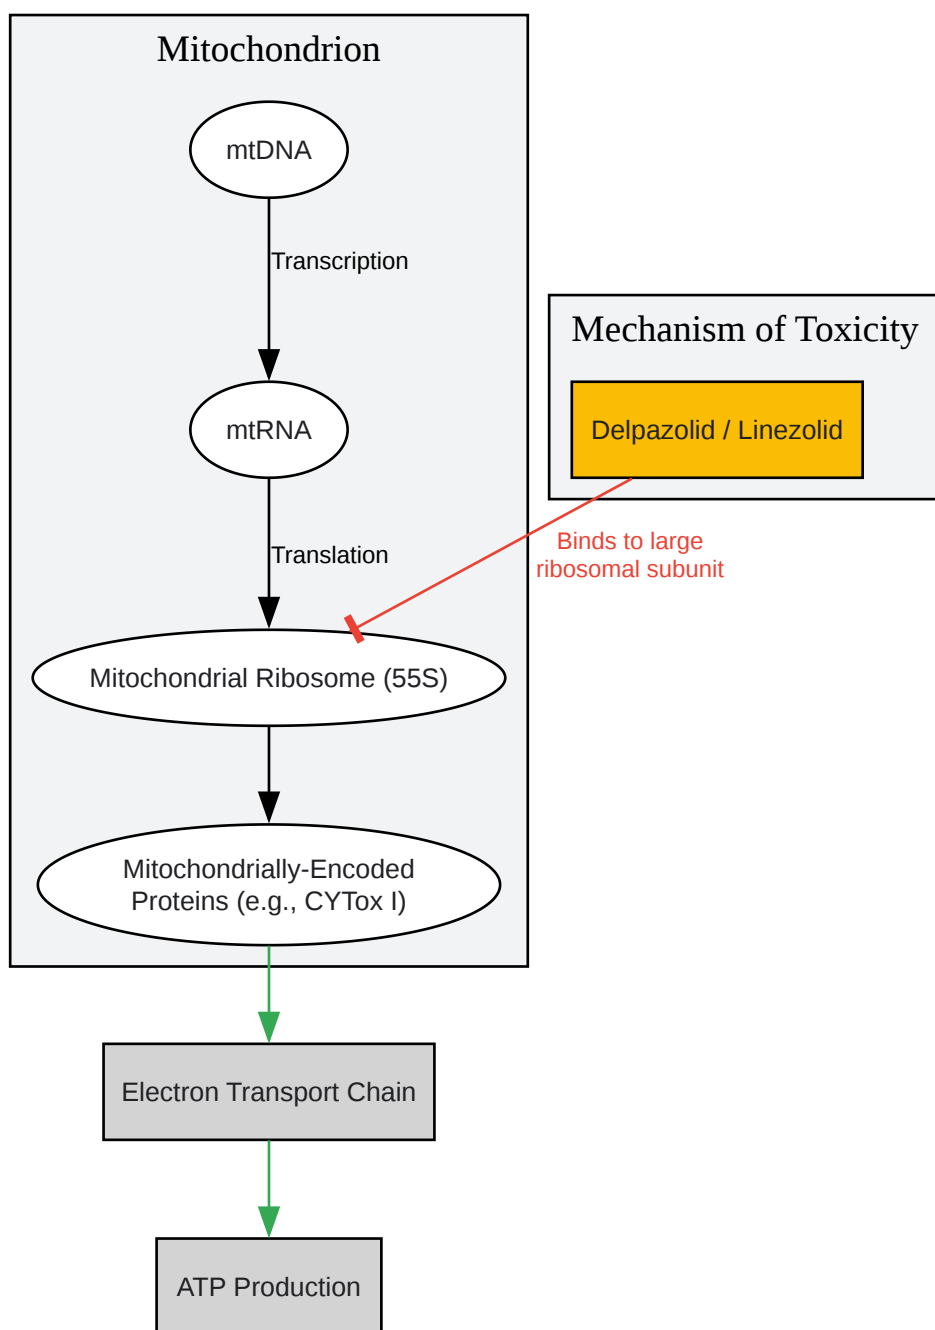 Mitochondrion
mtDNA
Transcription
mtRNA
Translation
Mitochondrial Ribosome (55S)
Mitochondrially-Encoded
Proteins (e.g., CYTox I)
Electron Transport Chain
ATP Production
Mechanism of Toxicity
Delpazolid / Linezolid
Binds to large
ribosomal subunit